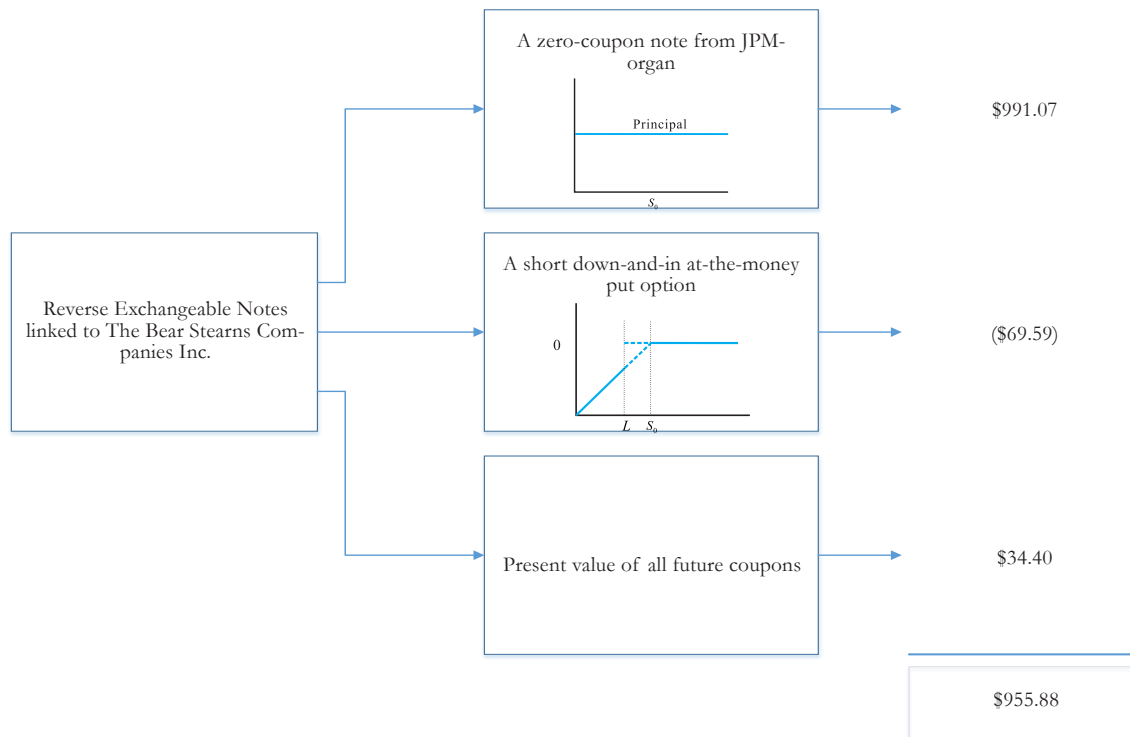 A zero-coupon note from JPM-
organ
Principal
S₀
$991.07
Reverse Exchangeable Notes
linked to The Bear Stearns Com-
panies Inc.
A short down-and-in at-the-money
put option
0
L
S₀
($69.59)
Present value of all future coupons
$34.40
$955.88